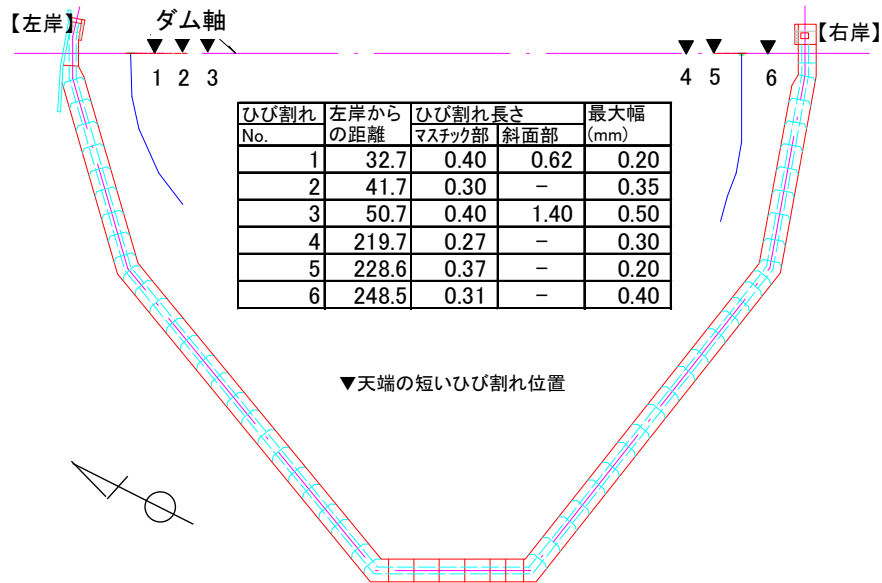 【左岸】
ダム軸
【右岸】
1 2 3
4 5 6
ひび割れ 左岸から ひび割れ長さ 最大幅
No. の距離 マスチック部 斜面部 (mm)
1 32.7 0.40 0.62 0.20
2 41.7 0.30 − 0.35
3 50.7 0.40 1.40 0.50
4 219.7 0.27 − 0.30
5 228.6 0.37 − 0.20
6 248.5 0.31 − 0.40
▼天端の短いひび割れ位置